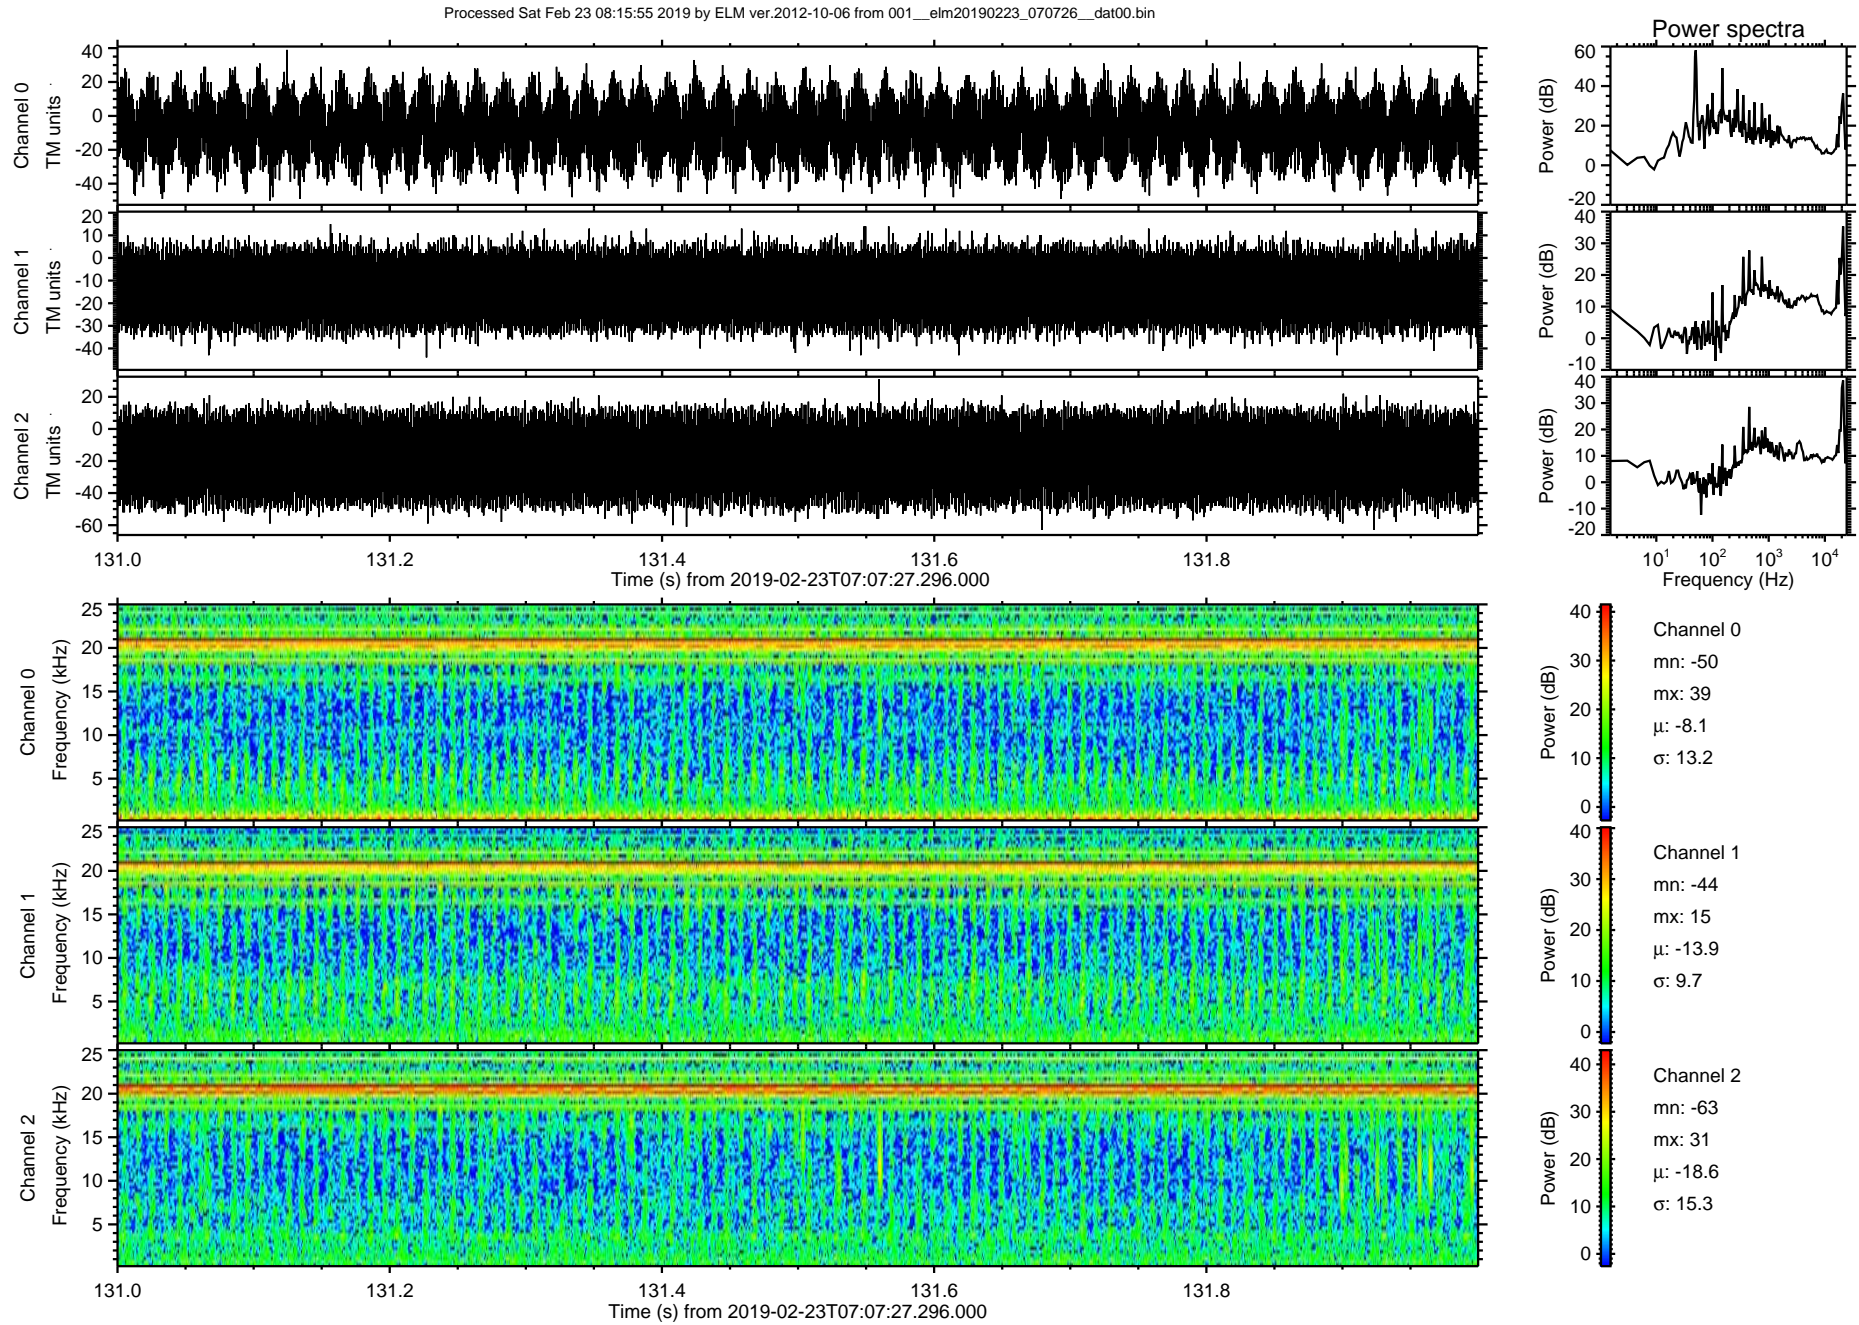 Processed Sat Feb 23 08:15:55 2019 by ELM ver.2012-10-06 from 001__elm20190223_070726__dat00.bin
Power spectra
Channel 0
TM units
40
20
0
-20
-40
Power (dB)
60
40
20
0
-20
Channel 1
TM units
20
10
0
-10
-20
-30
-40
Power (dB)
40
30
20
10
0
-10
Channel 2
TM units
20
0
-20
-40
-60
Power (dB)
40
30
20
10
0
-10
-20
131.0 131.2 131.4 131.6 131.8
Time (s) from 2019-02-23T07:07:27.296.000
10¹ 10² 10³ 10⁴
Frequency (Hz)
Channel 0
Frequency (kHz)
25
20
15
10
5
Power (dB)
40
30
20
10
0
Channel 0
mn: -50
mx: 39
μ: -8.1
σ: 13.2
Channel 1
Frequency (kHz)
25
20
15
10
5
Power (dB)
40
30
20
10
0
Channel 1
mn: -44
mx: 15
μ: -13.9
σ: 9.7
Channel 2
Frequency (kHz)
25
20
15
10
5
Power (dB)
40
30
20
10
0
Channel 2
mn: -63
mx: 31
μ: -18.6
σ: 15.3
131.0 131.2 131.4 131.6 131.8
Time (s) from 2019-02-23T07:07:27.296.000